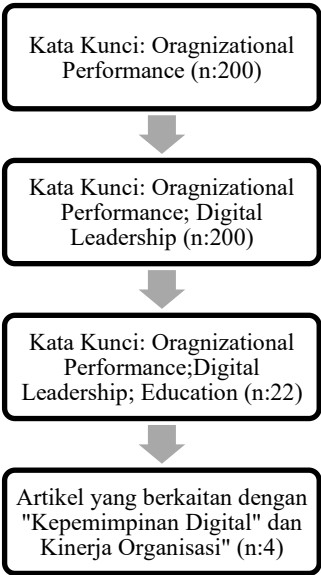 Kata Kunci: Oragnizational
Performance (n:200)
Kata Kunci: Oragnizational
Performance; Digital
Leadership (n:200)
Kata Kunci: Oragnizational
Performance;Digital
Leadership; Education (n:22)
Artikel yang berkaitan dengan
"Kepemimpinan Digital" dan
Kinerja Organisasi" (n:4)